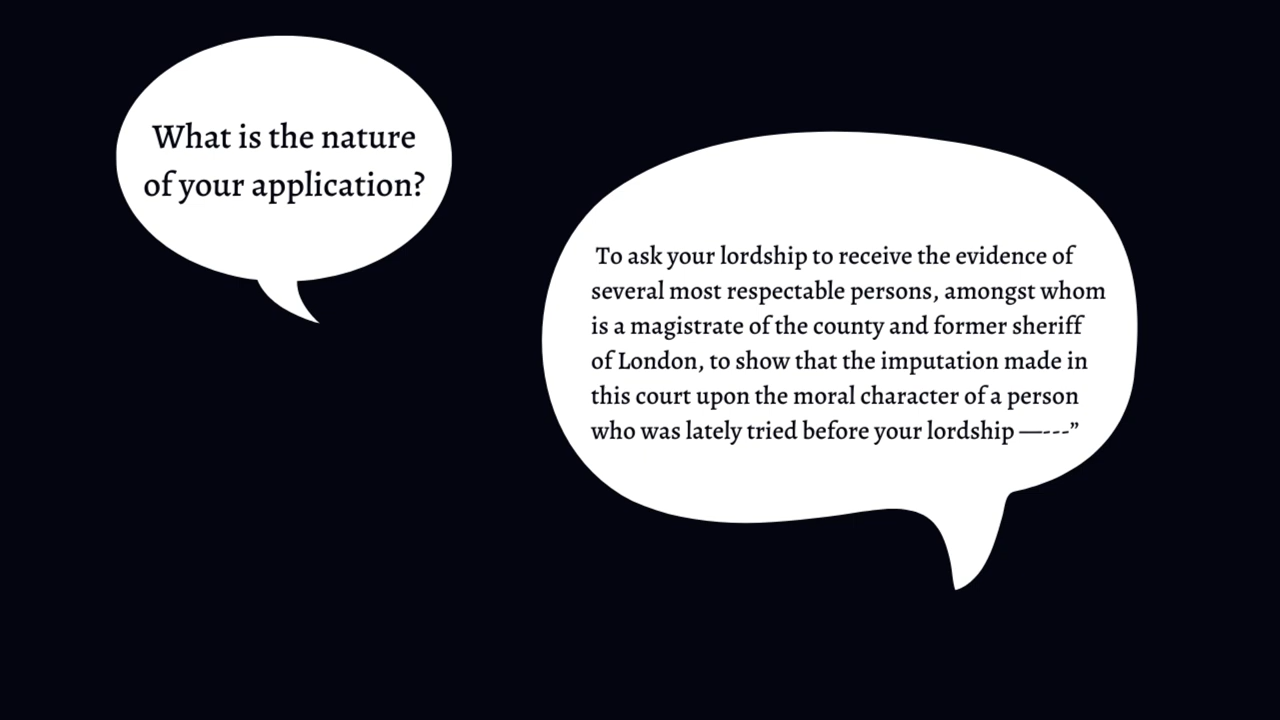 What is the nature
of your application?
To ask your lordship to receive the evidence of
several most respectable persons, amongst whom
is a magistrate of the county and former sheriff
of London, to show that the imputation made in
this court upon the moral character of a person
who was lately tried before your lordship —---”